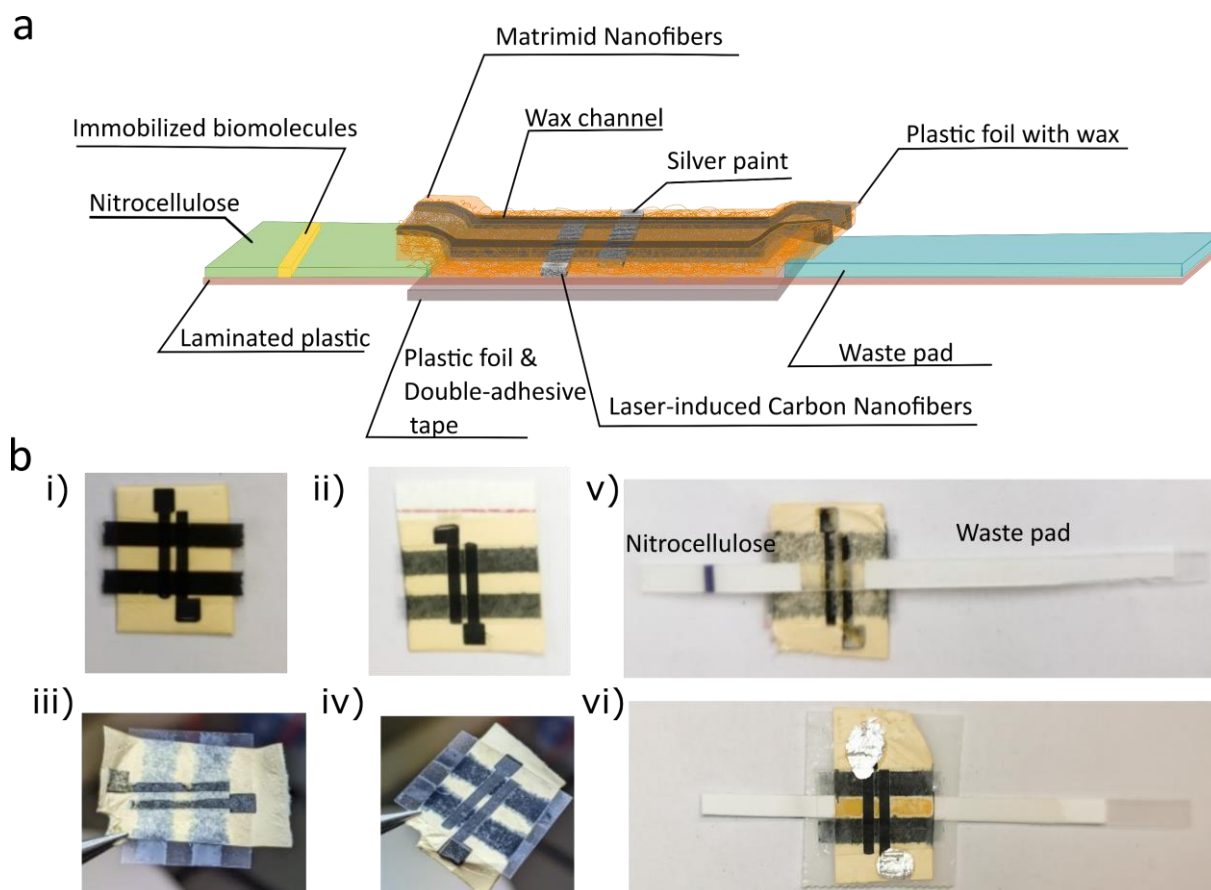 a
Matrimid Nanofibers
Wax channel
Immobilized biomolecules
Plastic foil with wax
Silver paint
Nitrocellulose
Laminated plastic
Plastic foil &
Double-adhesive
tape
Waste pad
Laser-induced Carbon Nanofibers
b
i)
ii)
v)
Nitrocellulose
Waste pad
iii)
iv)
vi)